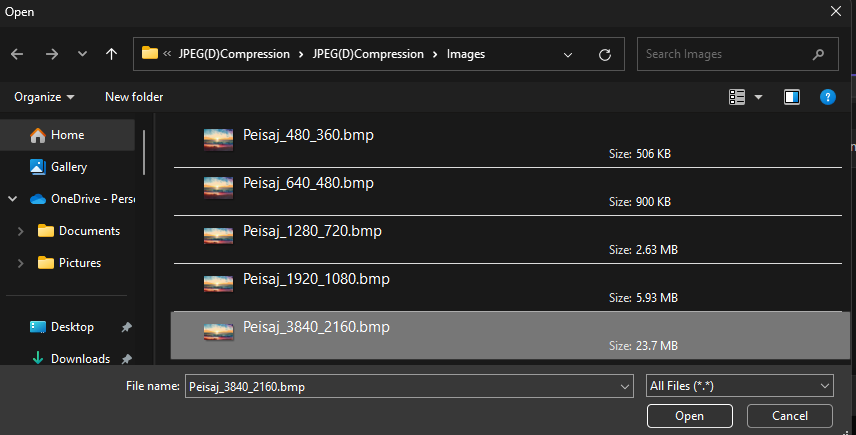 Open
« JPEG(D)Compression > JPEG(D)Compression > Images
Search Images
Organize
New folder
Home
Gallery
OneDrive - Pers
Documents
Pictures
Desktop
Downloads
Peisaj_480_360.bmp
Size: 506 KB
Peisaj_640_480.bmp
Size: 900 KB
Peisaj_1280_720.bmp
Size: 2.63 MB
Peisaj_1920_1080.bmp
Size: 5.93 MB
Peisaj_3840_2160.bmp
Size: 23.7 MB
File name: Peisaj_3840_2160.bmp
All Files (*.*)
Open
Cancel